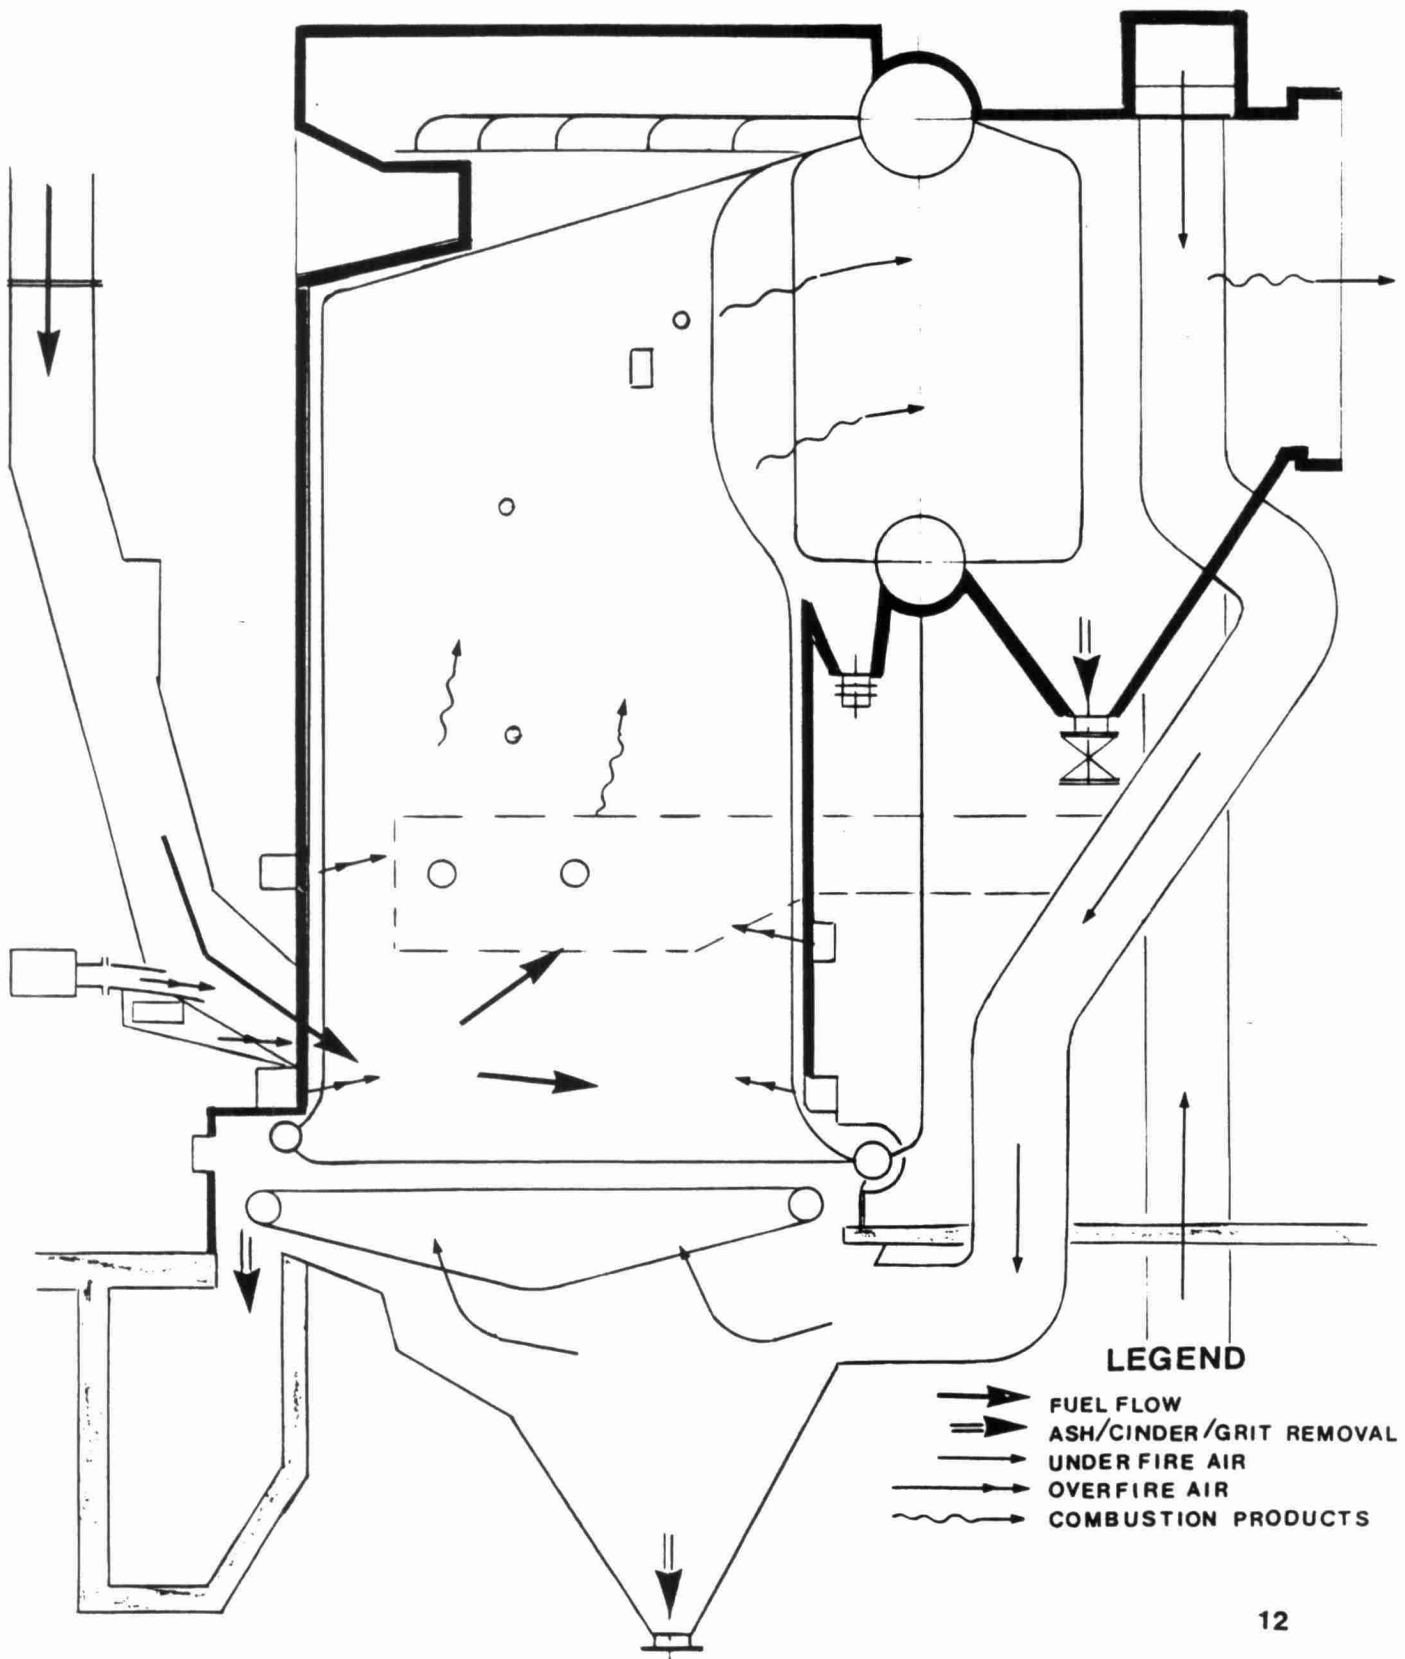 LEGEND
FUEL FLOW
ASH/CINDER/GRIT REMOVAL
UNDER FIRE AIR
OVERFIRE AIR
COMBUSTION PRODUCTS
12